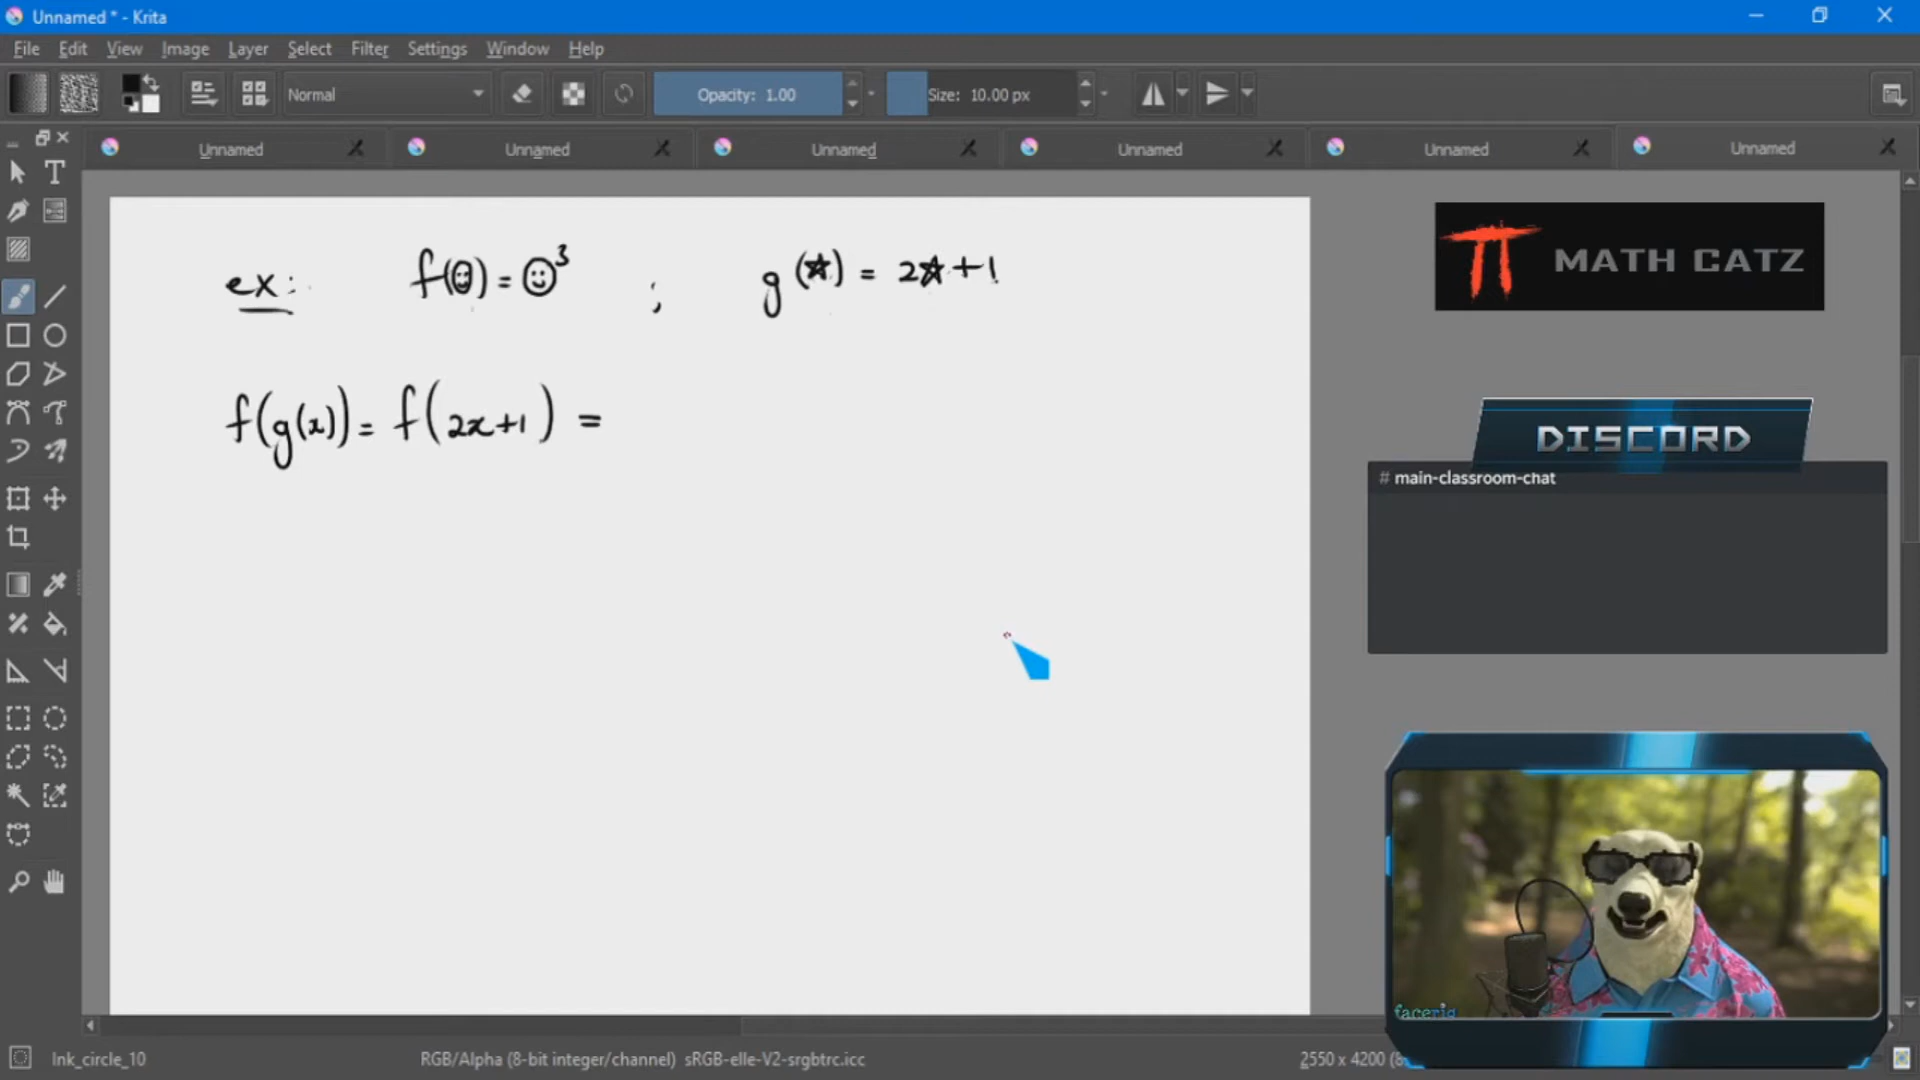 Unnamed * - Krita
File Edit View Image Layer Select Filter Settings Window Help
Normal Opacity: 1.00 Size: 10.00 px
Unnamed Unnamed Unnamed Unnamed Unnamed Unnamed
ex: f(☺) = ☺³ ; g(☆) = 2☆+1
f(g(x)) = f(2x+1) =
MATH CATZ
DISCORD
# main-classroom-chat
facerig
Ink_circle_10 RGB/Alpha (8-bit integer/channel) sRGB-elle-V2-srgbtrc.icc 2550 x 4200 (8